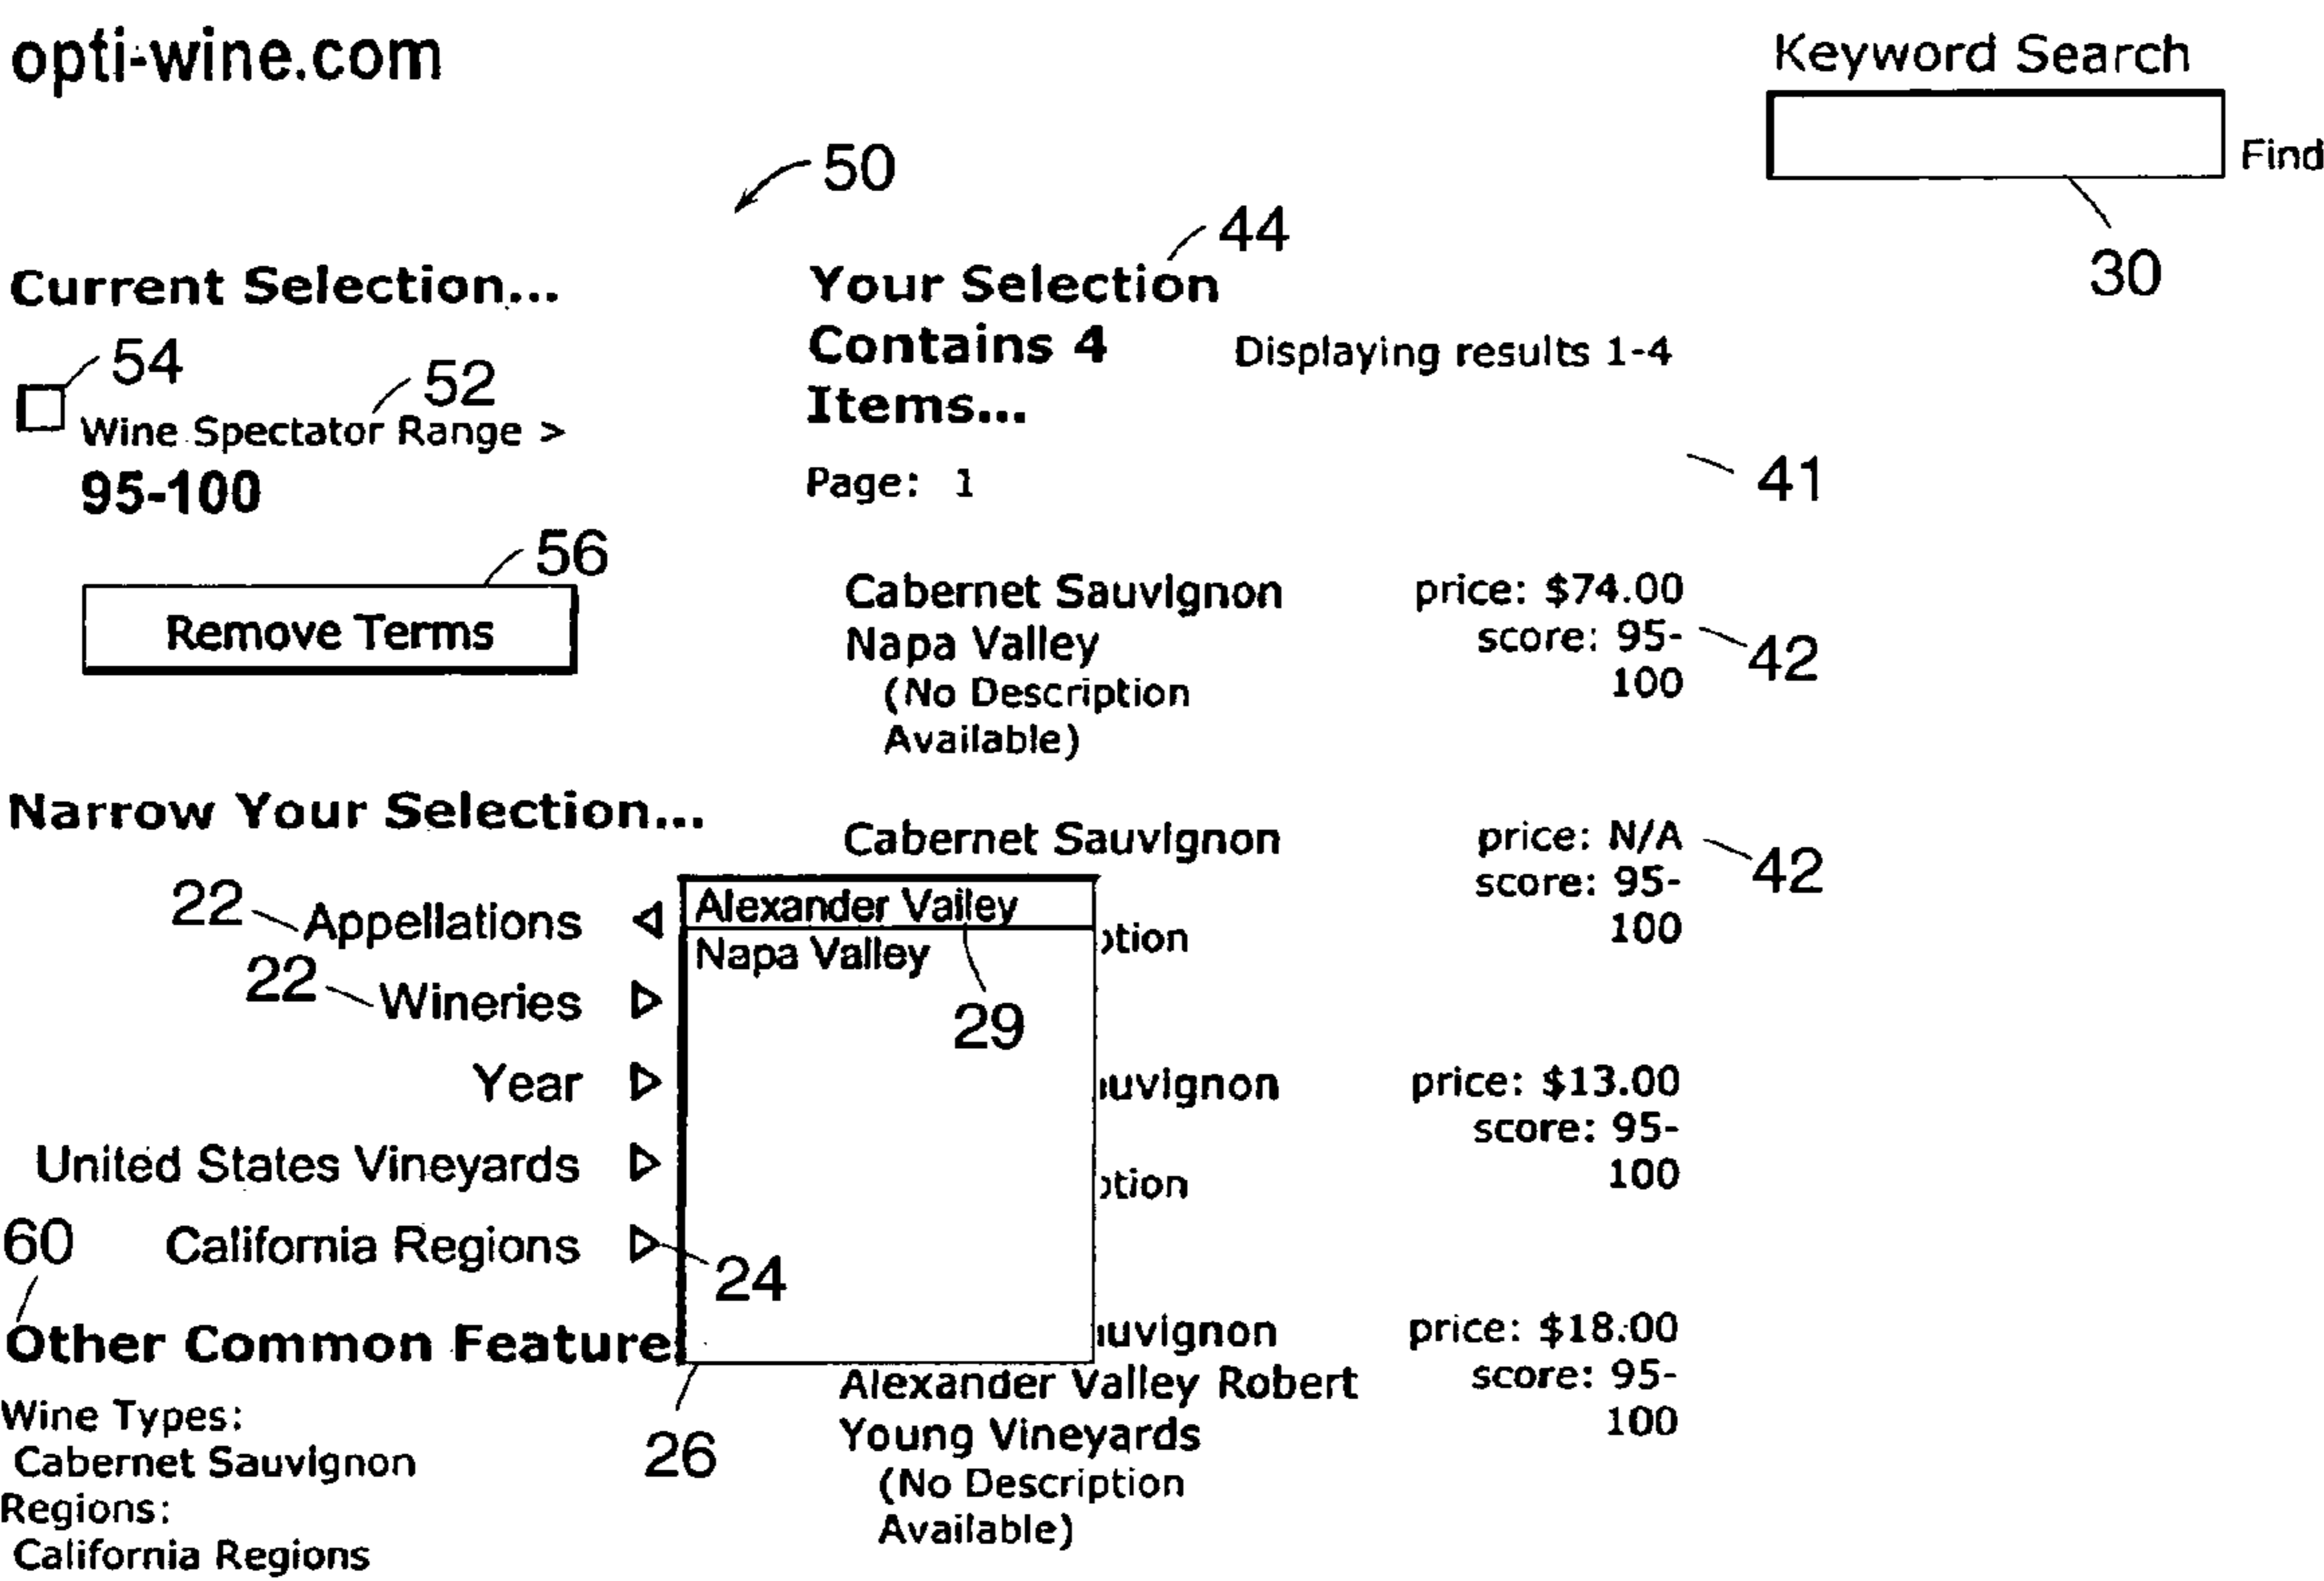 opti-wine.com
Keyword Search
Find
30
50
44
Current Selection...
54
52
Wine Spectator Range >
95-100
56
Remove Terms
Your Selection
Contains 4
Items...
Displaying results 1-4
Page: 1
41
Cabernet Sauvignon
Napa Valley
(No Description
Available)
price: $74.00
score: 95-
100
42
Narrow Your Selection...
22
Appellations
22
Wineries
Year
United States Vineyards
California Regions
24
Alexander Valley
Napa Valley
29
26
Cabernet Sauvignon
price: N/A
score: 95-
100
42
price: $13.00
score: 95-
100
Alexander Valley Robert
Young Vineyards
(No Description
Available)
price: $18.00
score: 95-
100
60
Other Common Feature
Wine Types:
Cabernet Sauvignon
Regions:
California Regions